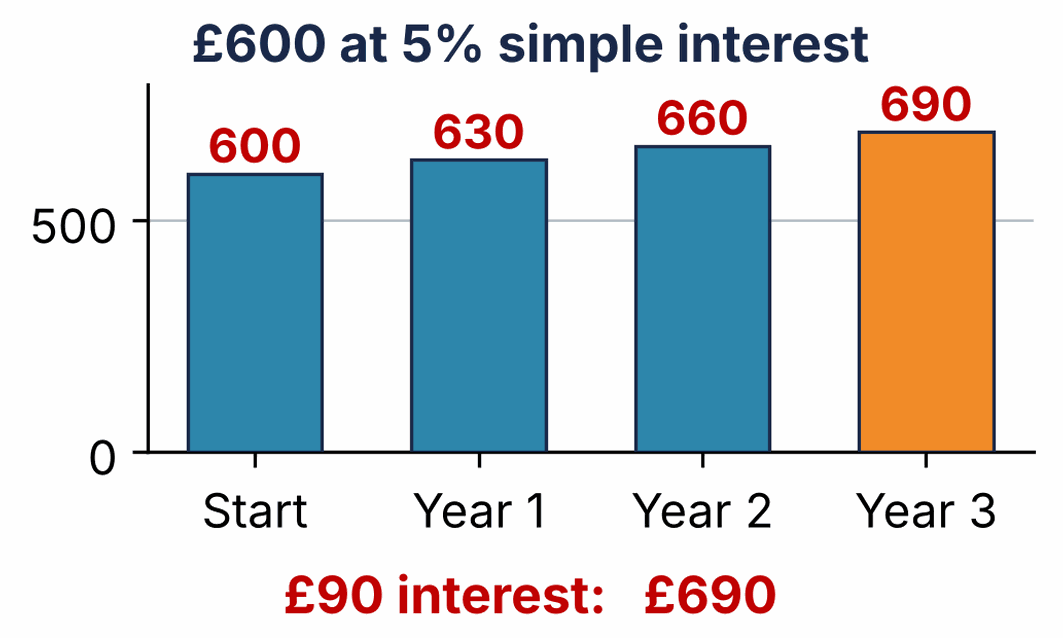 £600 at 5% simple interest
600 630 660 690
500
0
Start Year 1 Year 2 Year 3
£90 interest: £690